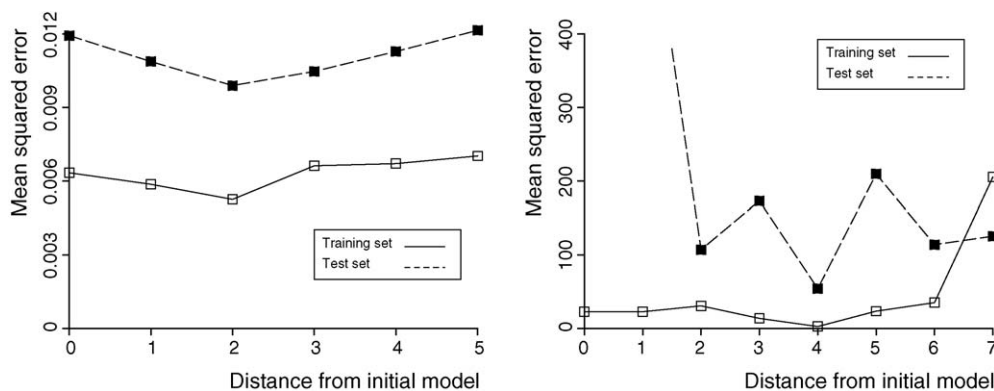 Mean squared error
0.012
0.009
0.006
0.003
0
Training set
Test set
0 1 2 3 4 5
Distance from initial model
Mean squared error
400
300
200
100
0
Training set
Test set
0 1 2 3 4 5 6 7
Distance from initial model